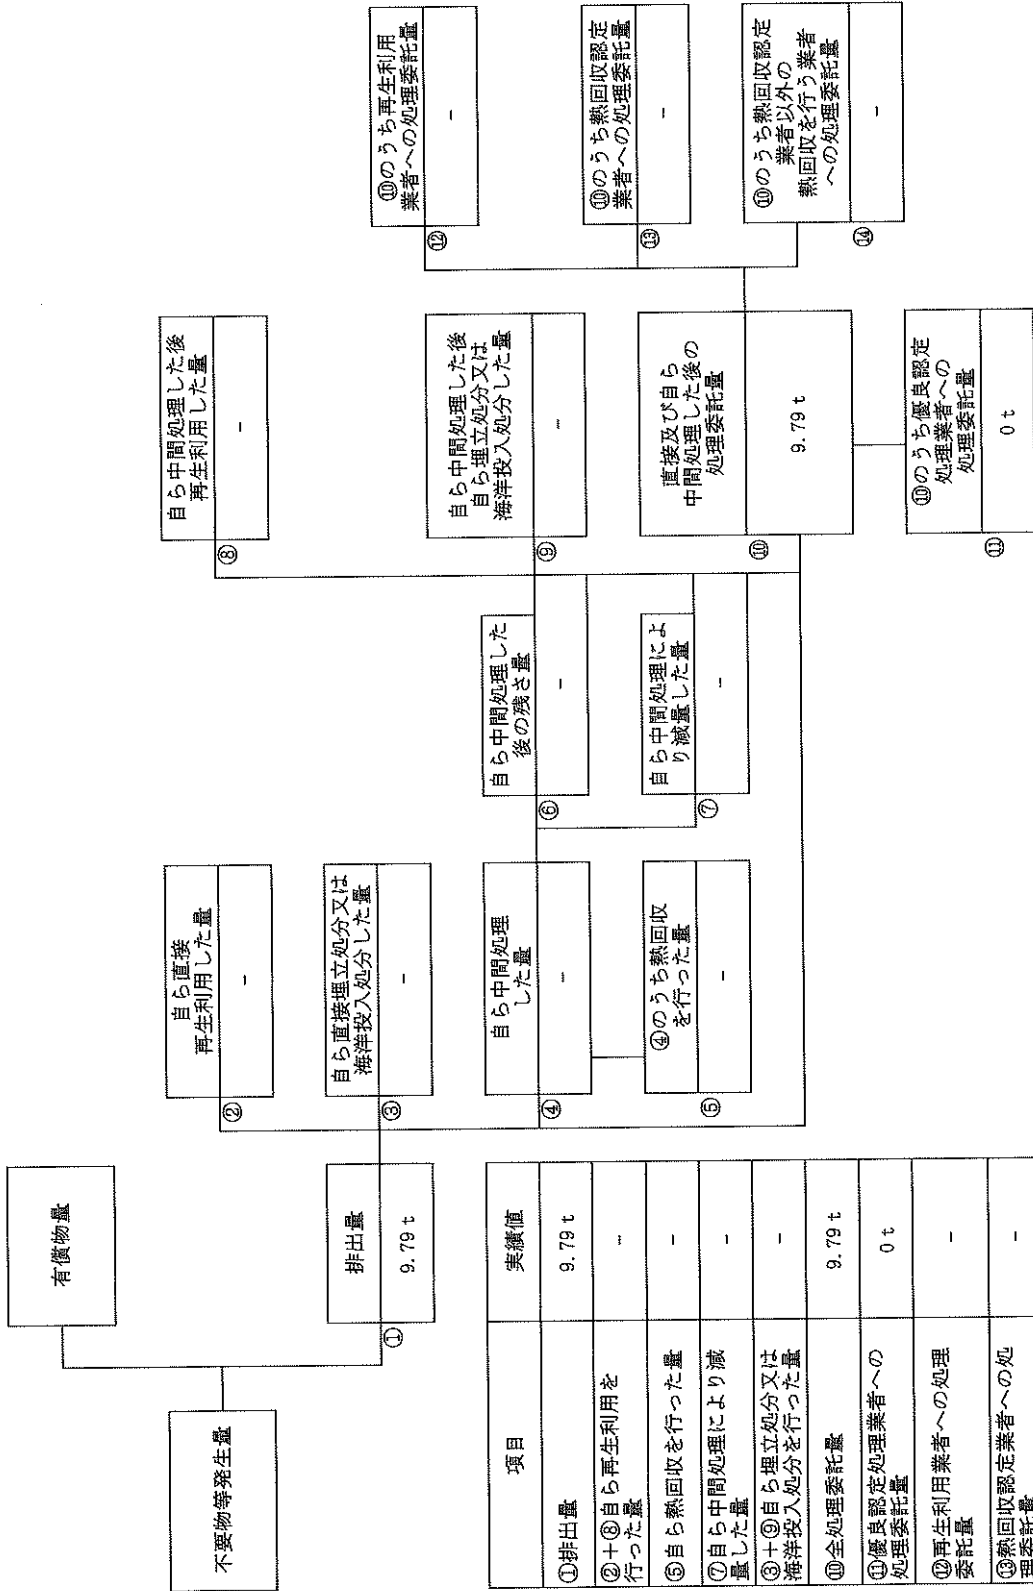 不要物等発生量
有償物量
排出量
①
9.79 t
自ら直接
再生利用した量
②
-
自ら直接埋立処分又は
海洋投入処分した量
③
-
自ら中間処理
した量
④
-
④のうち熱回収
を行った量
⑤
-
自ら中間処理した
後の残さ量
⑥
-
自ら中間処理によ
り減量した量
⑦
-
自ら中間処理した後
再生利用した量
⑧
-
自ら中間処理した後
自ら埋立処分又は
海洋投入処分した量
⑨
-
直接及び自ら
中間処理した後の
処理委託量
⑩
9.79 t
⑩のうち優良認定
処理業者への
処理委託量
⑪
0 t
⑩のうち再生利用
業者への処理委託量
⑫
-
⑩のうち熱回収認定
業者への処理委託量
⑬
-
⑩のうち熱回収認定
業者以外の
熱回収を行う業者
への処理委託量
⑭
-
項目 実績値
①排出量 9.79 t
②+⑧自ら再生利用を
行った量 -
⑤自ら熱回収を行った量 -
⑦自ら中間処理により減
量した量 -
③+⑨自ら埋立処分又は
海洋投入処分を行った量 -
⑩全処理委託量 9.79 t
⑪優良認定処理業者への
処理委託量 0 t
⑫再生利用業者への処理
委託量 -
⑬熱回収認定業者への処
理委託量 -